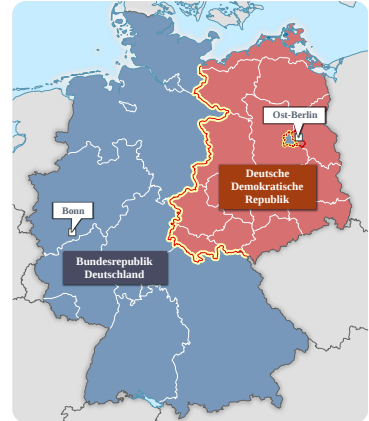 Ost-Berlin
Deutsche
Demokratische
Republik
Bonn
Bundesrepublik
Deutschland